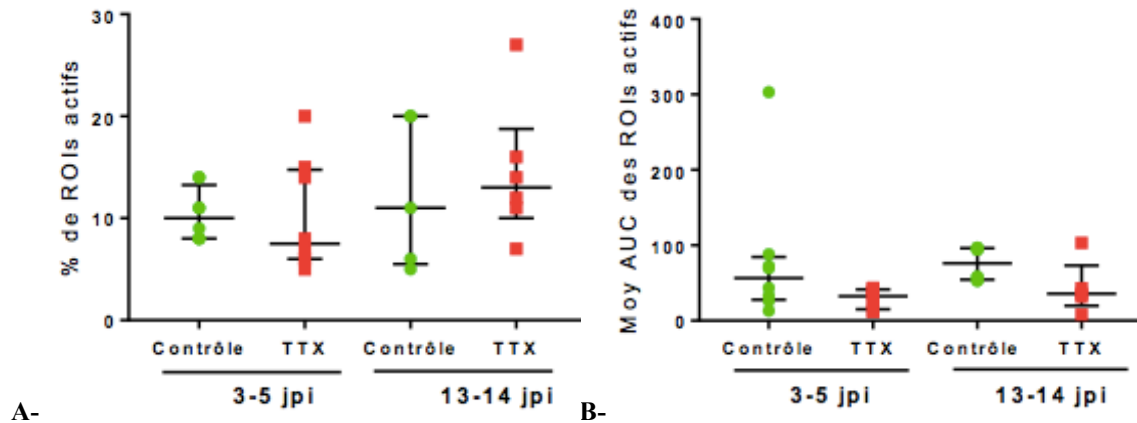 % de ROIs actifs
30
20
10
0
Contrôle TTX Contrôle TTX
3-5 jpi 13-14 jpi
A-
Moy AUC des ROIs actifs
400
300
200
100
0
Contrôle TTX Contrôle TTX
3-5 jpi 13-14 jpi
B-